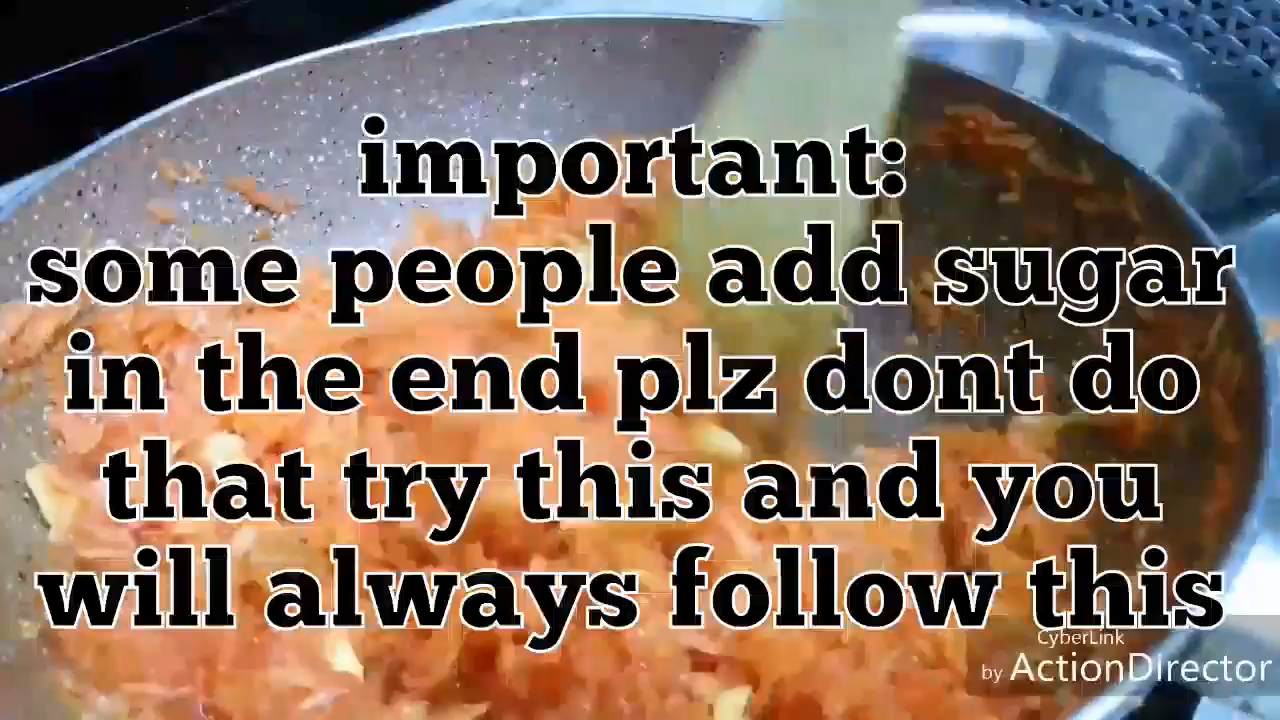 important:
some people add sugar
in the end plz dont do
that try this and you
will always follow this
CyberLink
by ActionDirector